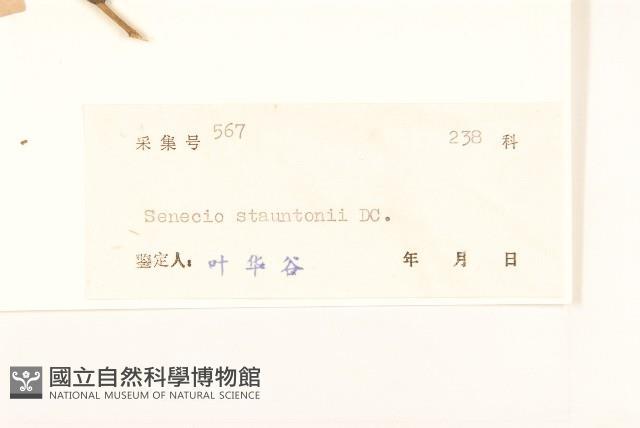 采集号 567 238 科
Senecio stauntonii DC.
鉴定人: 叶华谷 年 月 日
國立自然科學博物館
NATIONAL MUSEUM OF NATURAL SCIENCE